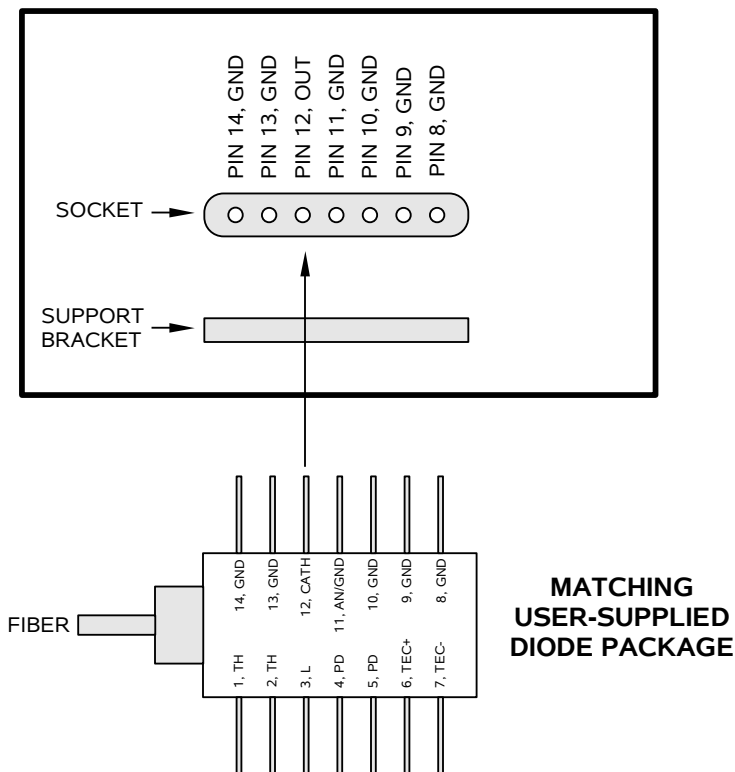 PIN 14, GND
PIN 13, GND
PIN 12, OUT
PIN 11, GND
PIN 10, GND
PIN 9, GND
PIN 8, GND
SOCKET
SUPPORT
BRACKET
14, GND
13, GND
12, CATH
11, AN/GND
10, GND
9, GND
8, GND
FIBER
1, TH
2, TH
3, L
4, PD
5, PD
6, TEC+
7, TEC-
MATCHING
USER-SUPPLIED
DIODE PACKAGE